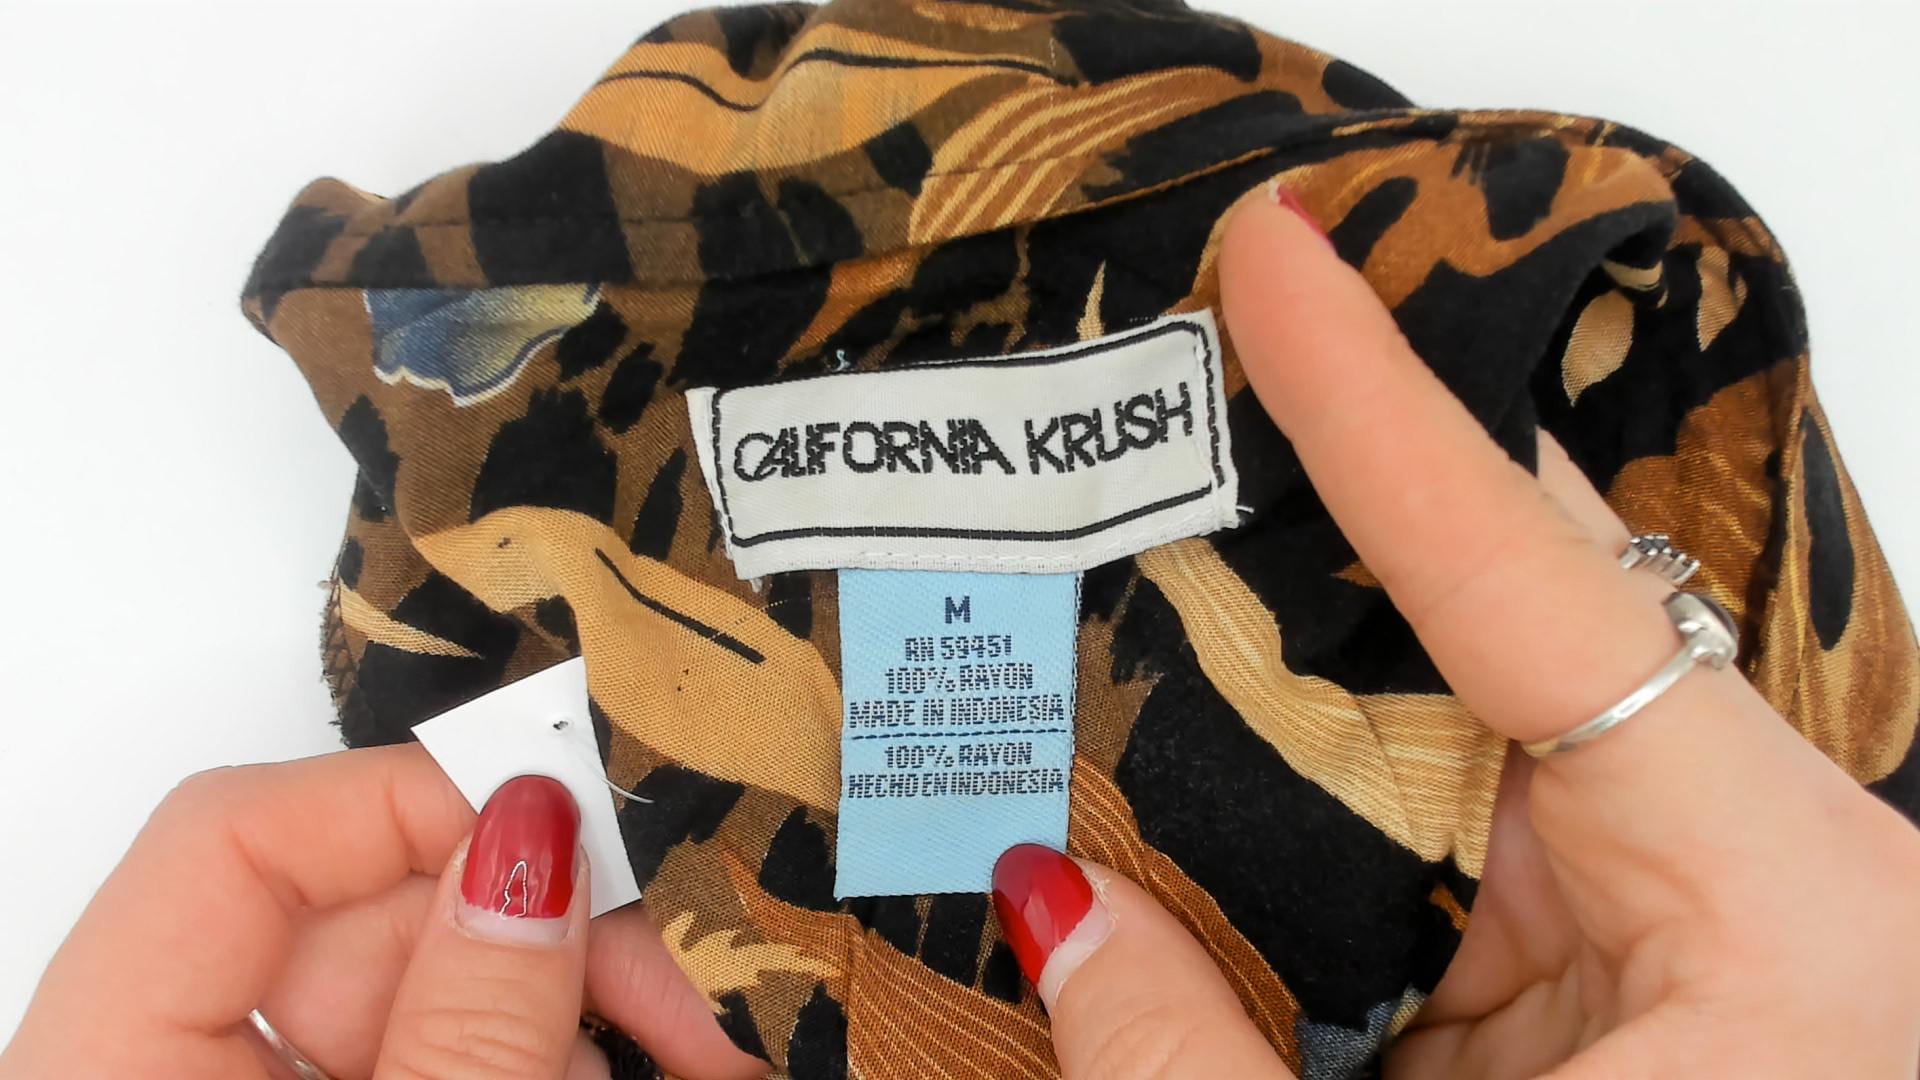 CALIFORNIA KRUSH
M
RN 59451
100% RAYON
MADE IN INDONESIA
100% RAYON
HECHO EN INDONESIA